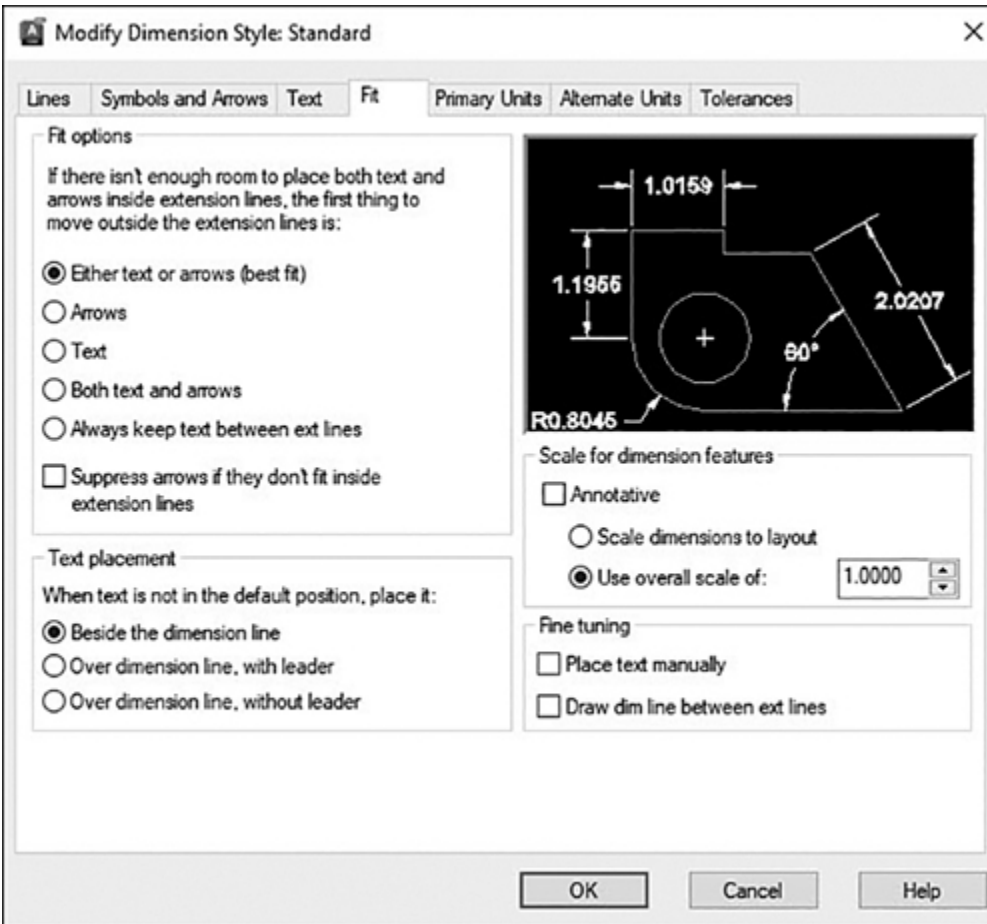 Modify Dimension Style: Standard
Lines Symbols and Arrows Text Fit Primary Units Alternate Units Tolerances
Fit options
If there isn't enough room to place both text and
arrows inside extension lines, the first thing to
move outside the extension lines is:
Either text or arrows (best fit)
Arrows
Text
Both text and arrows
Always keep text between ext lines
Suppress arrows if they don't fit inside
extension lines
Text placement
When text is not in the default position, place it:
Beside the dimension line
Over dimension line, with leader
Over dimension line, without leader
1.0159
1.1955
2.0207
60°
R0.8045
Scale for dimension features
Annotative
Scale dimensions to layout
Use overall scale of: 1.0000
Fine tuning
Place text manually
Draw dim line between ext lines
OK Cancel Help